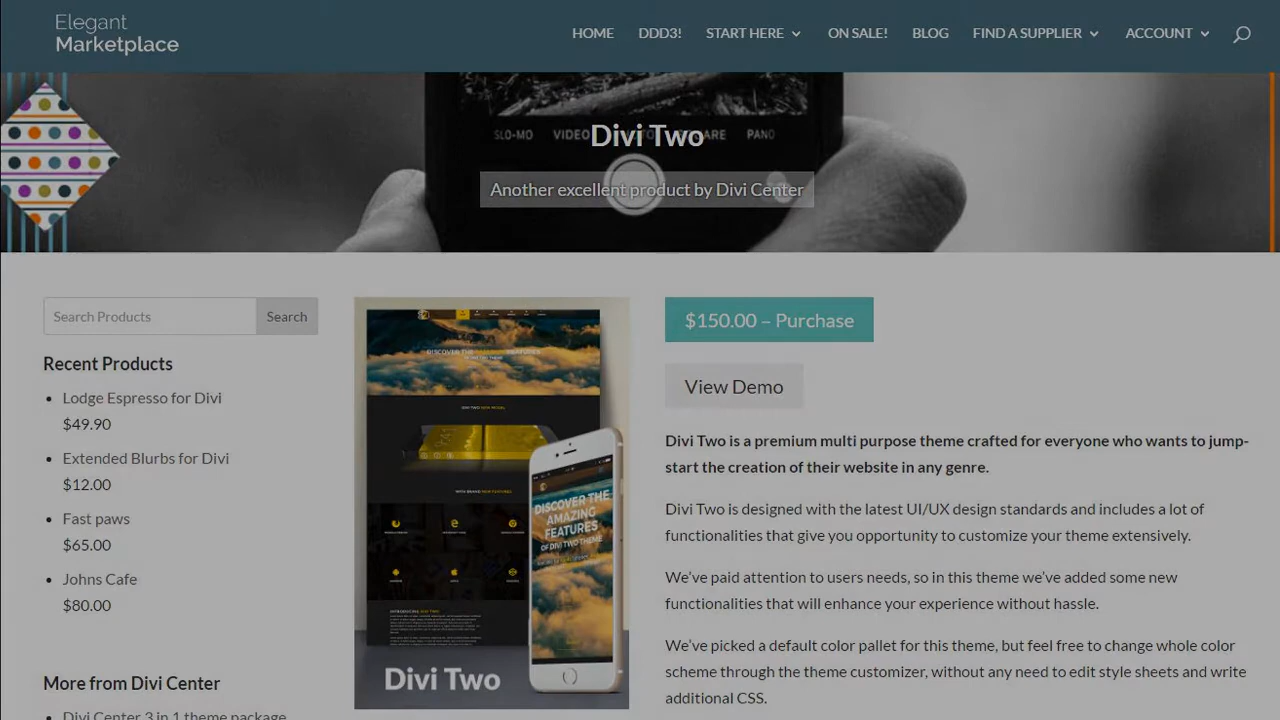 Elegant
Marketplace
HOME
DDD3!
START HERE
ON SALE!
BLOG
FIND A SUPPLIER
ACCOUNT
SLO-MO VIDEO PANO
Divi Two
Another excellent product by Divi Center
Search Products
Search
Recent Products
Lodge Espresso for Divi
$49.90
Extended Blurbs for Divi
$12.00
Fast paws
$65.00
Johns Cafe
$80.00
More from Divi Center
Divi Center 3 in 1 theme package
DISCOVER THE
AMAZING
FEATURES
OF DIVI TWO THEME
Divi Two
$150.00 – Purchase
View Demo
Divi Two is a premium multi purpose theme crafted for everyone who wants to jump-
start the creation of their website in any genre.
Divi Two is designed with the latest UI/UX design standards and includes a lot of
functionalities that give you opportunity to customize your theme extensively.
We've paid attention to users needs, so in this theme we've added some new
functionalities that will enhance your experience without hassle.
We've picked a default color pallet for this theme, but feel free to change whole color
scheme through the theme customizer, without any need to edit style sheets and write
additional CSS.